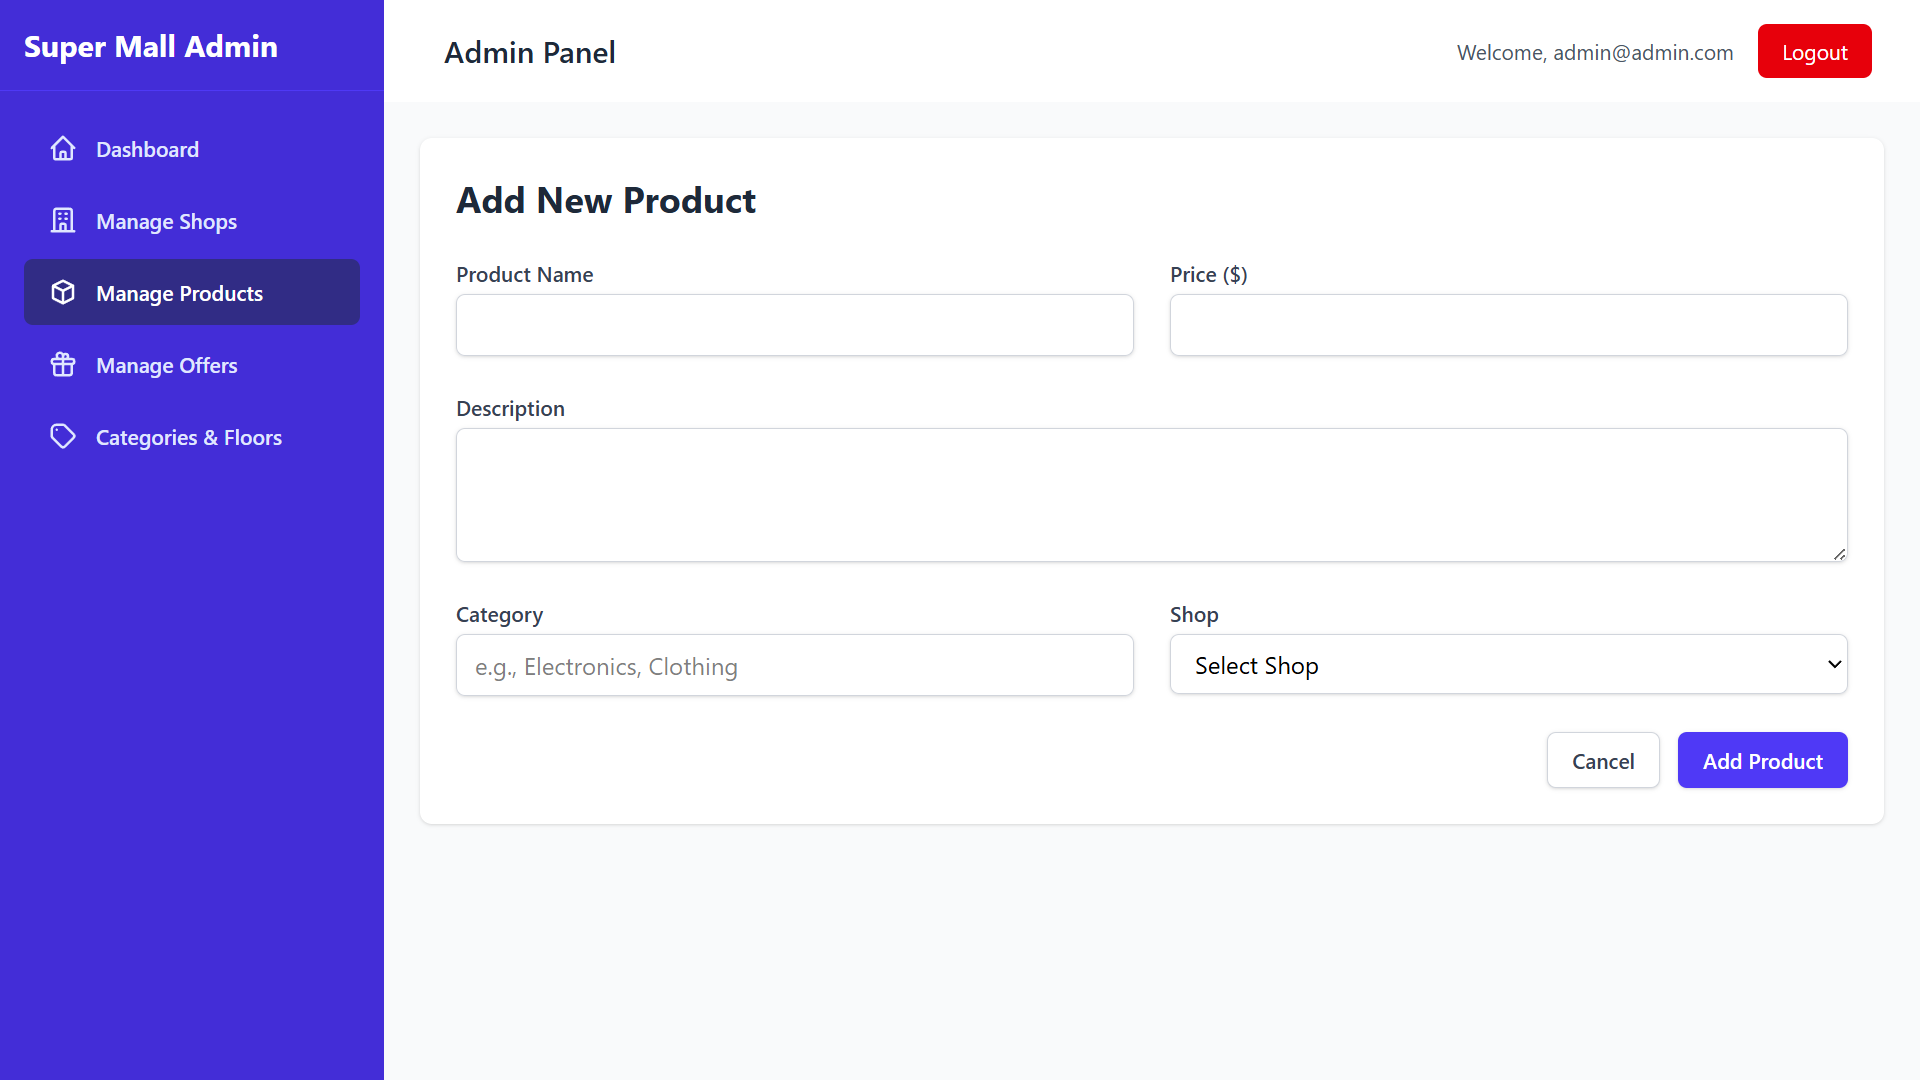 Super Mall Admin
Dashboard
Manage Shops
Manage Products
Manage Offers
Categories & Floors
Admin Panel
Welcome, admin@admin.com
Logout
Add New Product
Product Name
Price ($)
Description
Category
Shop
e.g., Electronics, Clothing
Select Shop
Cancel
Add Product